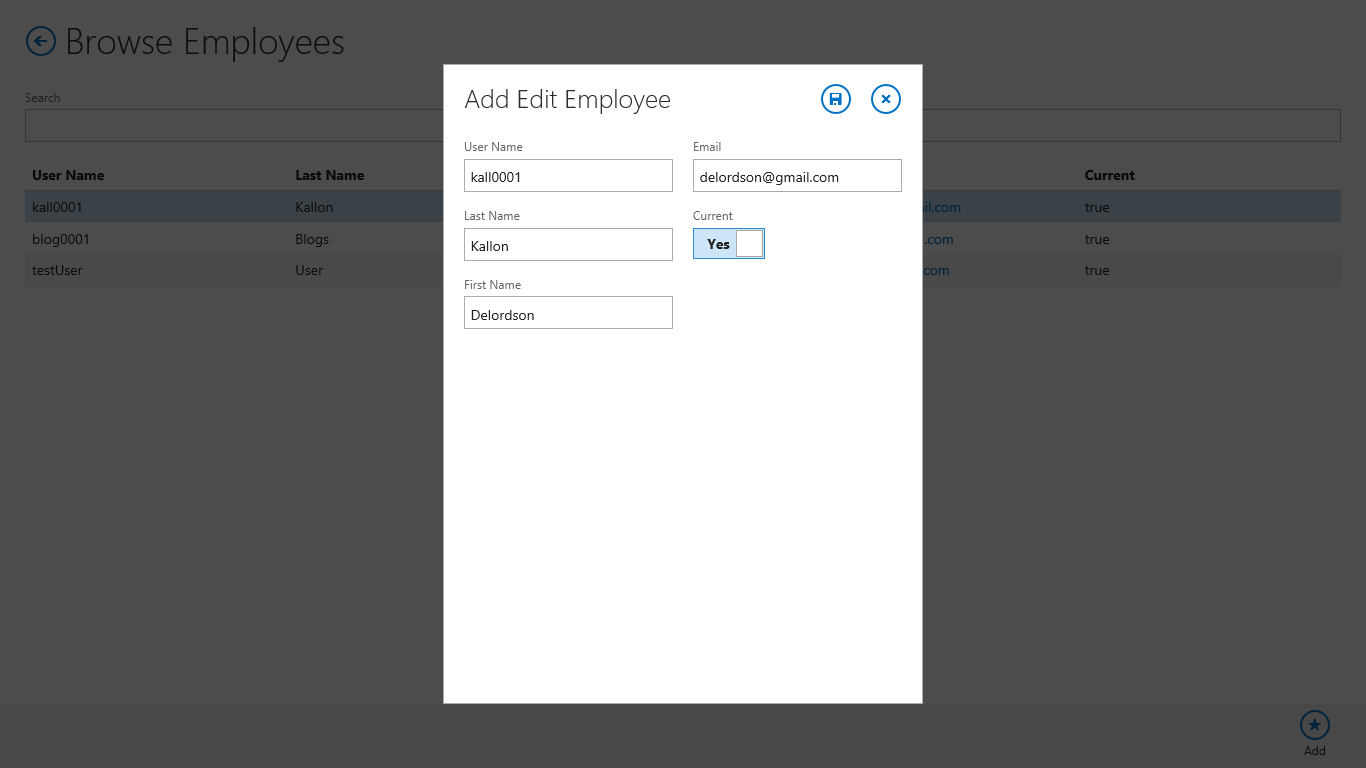 Browse Employees
Search
User Name Last Name Current
kall0001 Kallon il.com true
blog0001 Blogs .com true
testUser User com true
Add Edit Employee
User Name Email
kall0001 delordson@gmail.com
Last Name Current
Kallon Yes
First Name
Delordson
Add